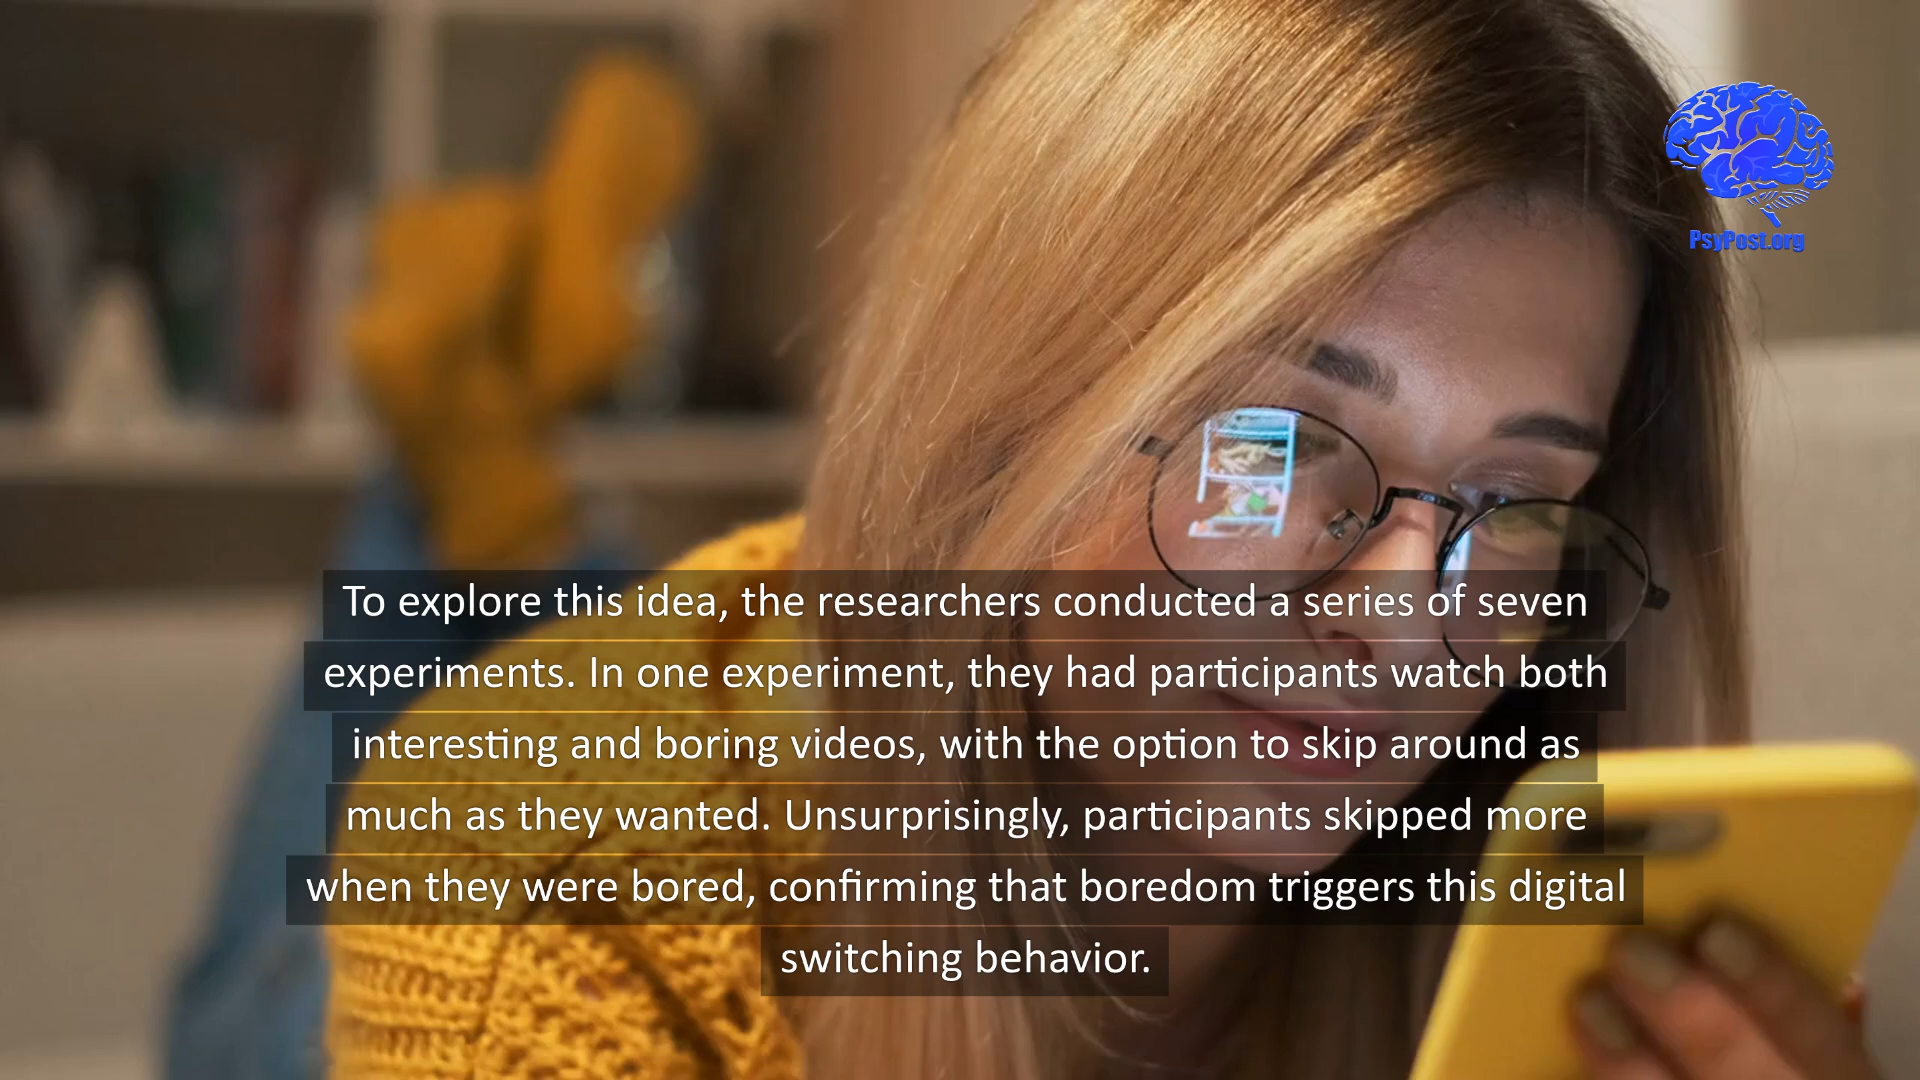 PsyPost.org
To explore this idea, the researchers conducted a series of seven
experiments. In one experiment, they had participants watch both
interesting and boring videos, with the option to skip around as
much as they wanted. Unsurprisingly, participants skipped more
when they were bored, confirming that boredom triggers this digital
switching behavior.